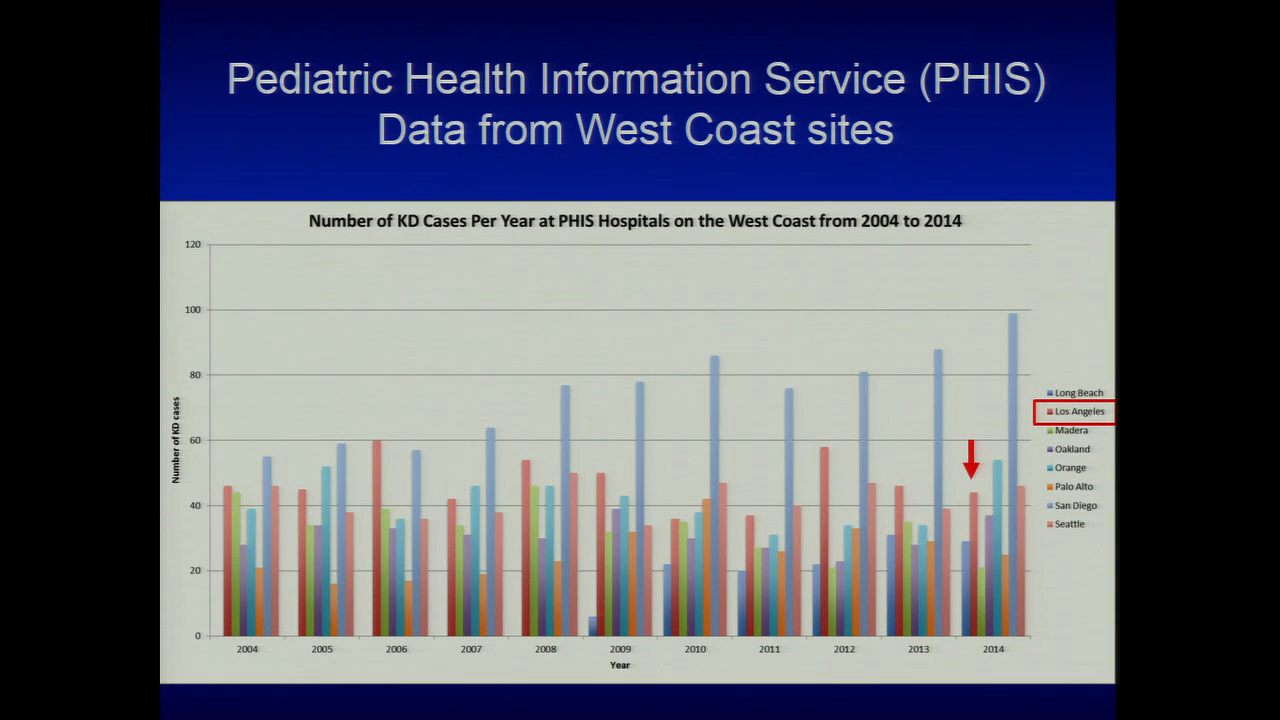 Pediatric Health Information Service (PHIS)
Data from West Coast sites
Number of KD Cases Per Year at PHIS Hospitals on the West Coast from 2004 to 2014
120
100
80
60
40
20
0
Number of KD cases
2004 2005 2006 2007 2008 2009 2010 2011 2012 2013 2014
Year
Long Beach
Los Angeles
Madera
Oakland
Orange
Palo Alto
San Diego
Seattle